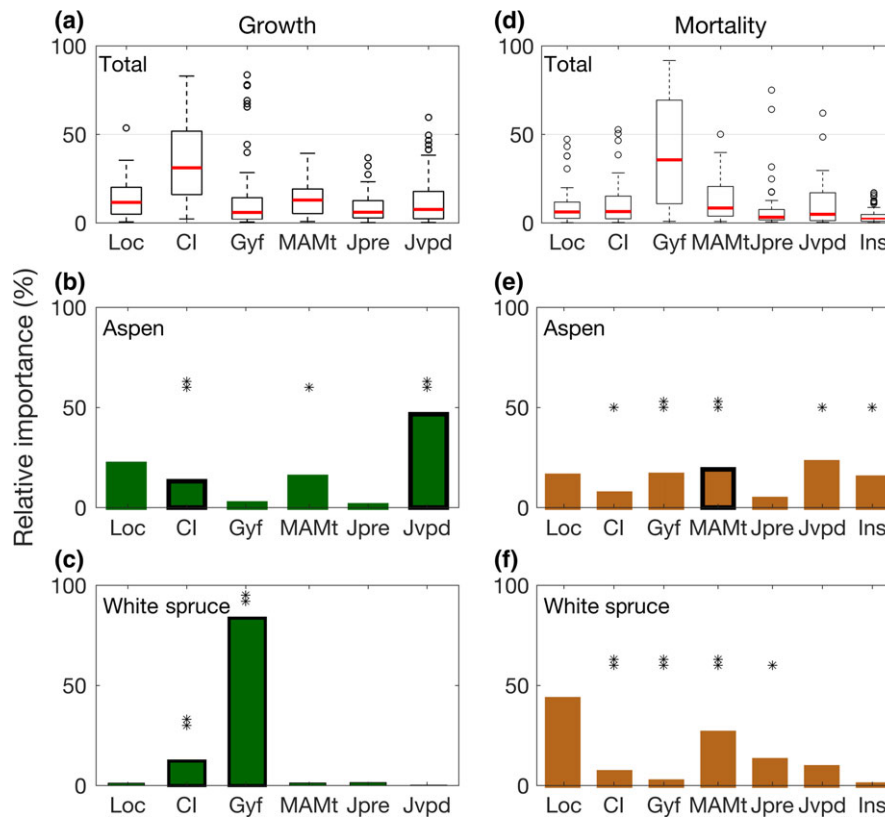 (a) Growth
100
Total
50
0
Loc CI Gyf MAMt Jpre Jvpd
(b)
100
Aspen
50
0
Loc CI Gyf MAMt Jpre Jvpd
(c)
100
White spruce
50
0
Loc CI Gyf MAMt Jpre Jvpd
Relative importance (%)
(d) Mortality
100
Total
50
0
Loc CI Gyf MAMt Jpre Jvpd Ins
(e)
100
Aspen
50
0
Loc CI Gyf MAMt Jpre Jvpd Ins
(f)
100
White spruce
50
0
Loc CI Gyf MAMt Jpre Jvpd Ins